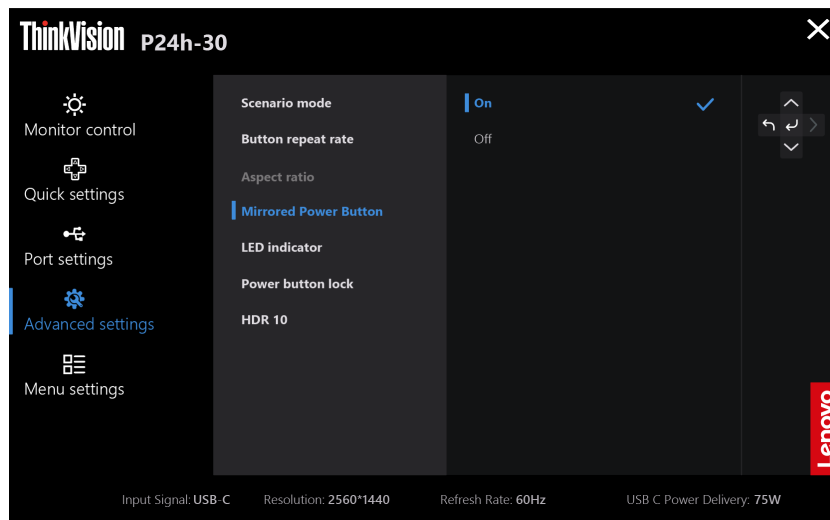 ThinkVision P24h-30
Monitor control
Quick settings
Port settings
Advanced settings
Menu settings
Scenario mode
Button repeat rate
Aspect ratio
Mirrored Power Button
LED indicator
Power button lock
HDR 10
On
Off
Lenovo
Input Signal: USB-C Resolution: 2560*1440 Refresh Rate: 60Hz USB C Power Delivery: 75W